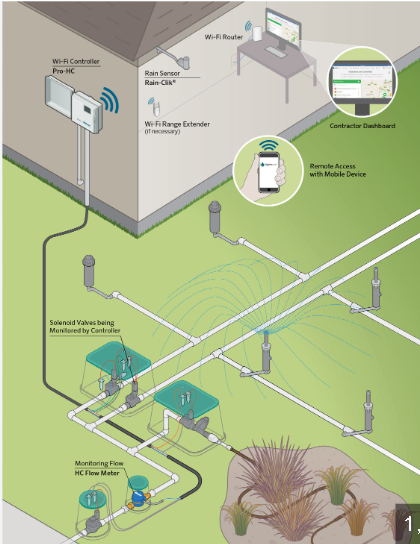 Wi-Fi Router
Wi-Fi Controller
Pro-HC
Rain Sensor
Rain-Clik®
Wi-Fi Range Extender
(if necessary)
Contractor Dashboard
Remote Access
with Mobile Device
Solenoid Valves being
Monitored by Controller
Monitoring Flow
HC Flow Meter
1,